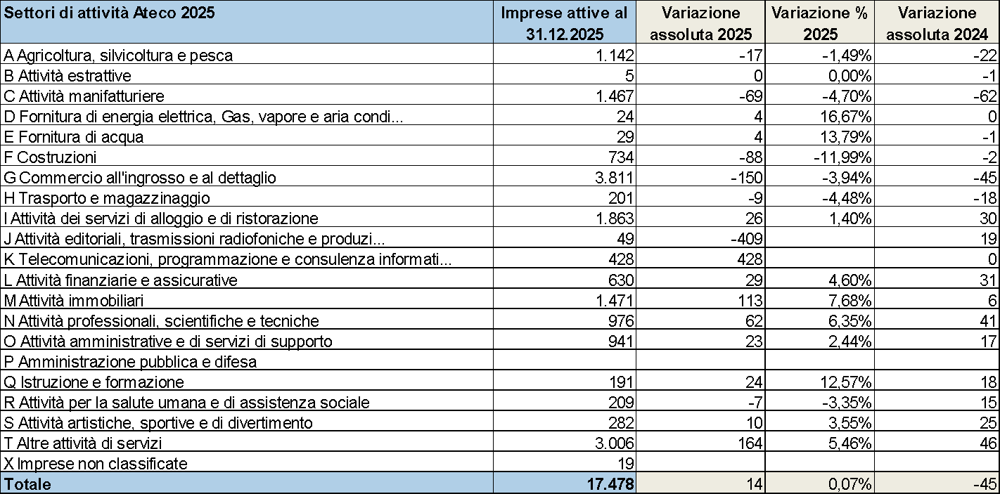 Settori di attività Ateco 2025 Imprese attive al 31.12.2025 Variazione assoluta 2025 Variazione % 2025 Variazione assoluta 2024
A Agricoltura, silvicoltura e pesca 1.142 -17 -1,49% -22
B Attività estrattive 5 0 0,00% -1
C Attività manifatturiere 1.467 -69 -4,70% -62
D Fornitura di energia elettrica, Gas, vapore e aria condi... 24 4 16,67% 0
E Fornitura di acqua 29 4 13,79% -1
F Costruzioni 734 -88 -11,99% -2
G Commercio all'ingrosso e al dettaglio 3.811 -150 -3,94% -45
H Trasporto e magazzinaggio 201 -9 -4,48% -18
I Attività dei servizi di alloggio e di ristorazione 1.863 26 1,40% 30
J Attività editoriali, trasmissioni radiofoniche e produzi... 49 -409 19
K Telecomunicazioni, programmazione e consulenza informati... 428 428 0
L Attività finanziarie e assicurative 630 29 4,60% 31
M Attività immobiliari 1.471 113 7,68% 6
N Attività professionali, scientifiche e tecniche 976 62 6,35% 41
O Attività amministrative e di servizi di supporto 941 23 2,44% 17
P Amministrazione pubblica e difesa
Q Istruzione e formazione 191 24 12,57% 18
R Attività per la salute umana e di assistenza sociale 209 -7 -3,35% 15
S Attività artistiche, sportive e di divertimento 282 10 3,55% 25
T Altre attività di servizi 3.006 164 5,46% 46
X Imprese non classificate 19
Totale 17.478 14 0,07% -45